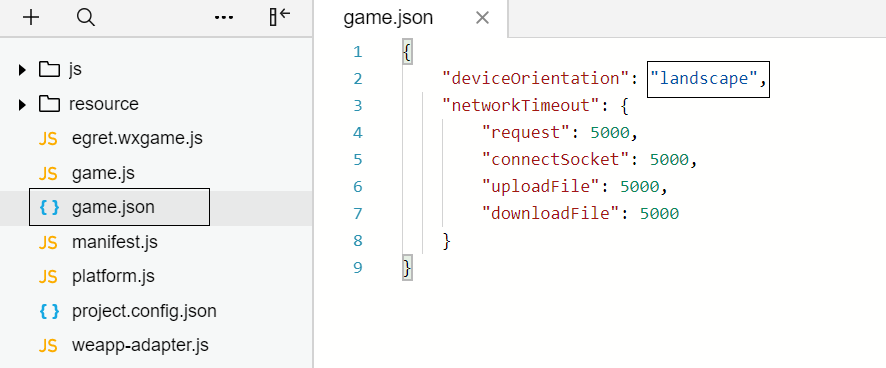 js
resource
JS egret.wxgame.js
JS game.js
{ } game.json
JS manifest.js
JS platform.js
{ } project.config.json
JS weapp-adapter.js
game.json
1 {
2 "deviceOrientation": "landscape",
3 "networkTimeout": {
4 "request": 5000,
5 "connectSocket": 5000,
6 "uploadFile": 5000,
7 "downloadFile": 5000
8 }
9 }